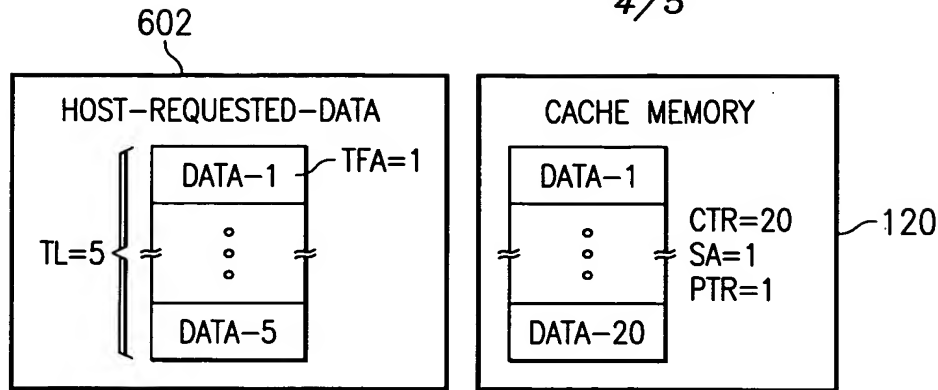 4/5
602
HOST-REQUESTED-DATA
DATA-1
TFA=1
TL=5
DATA-5
CACHE MEMORY
DATA-1
CTR=20
SA=1
PTR=1
DATA-20
120